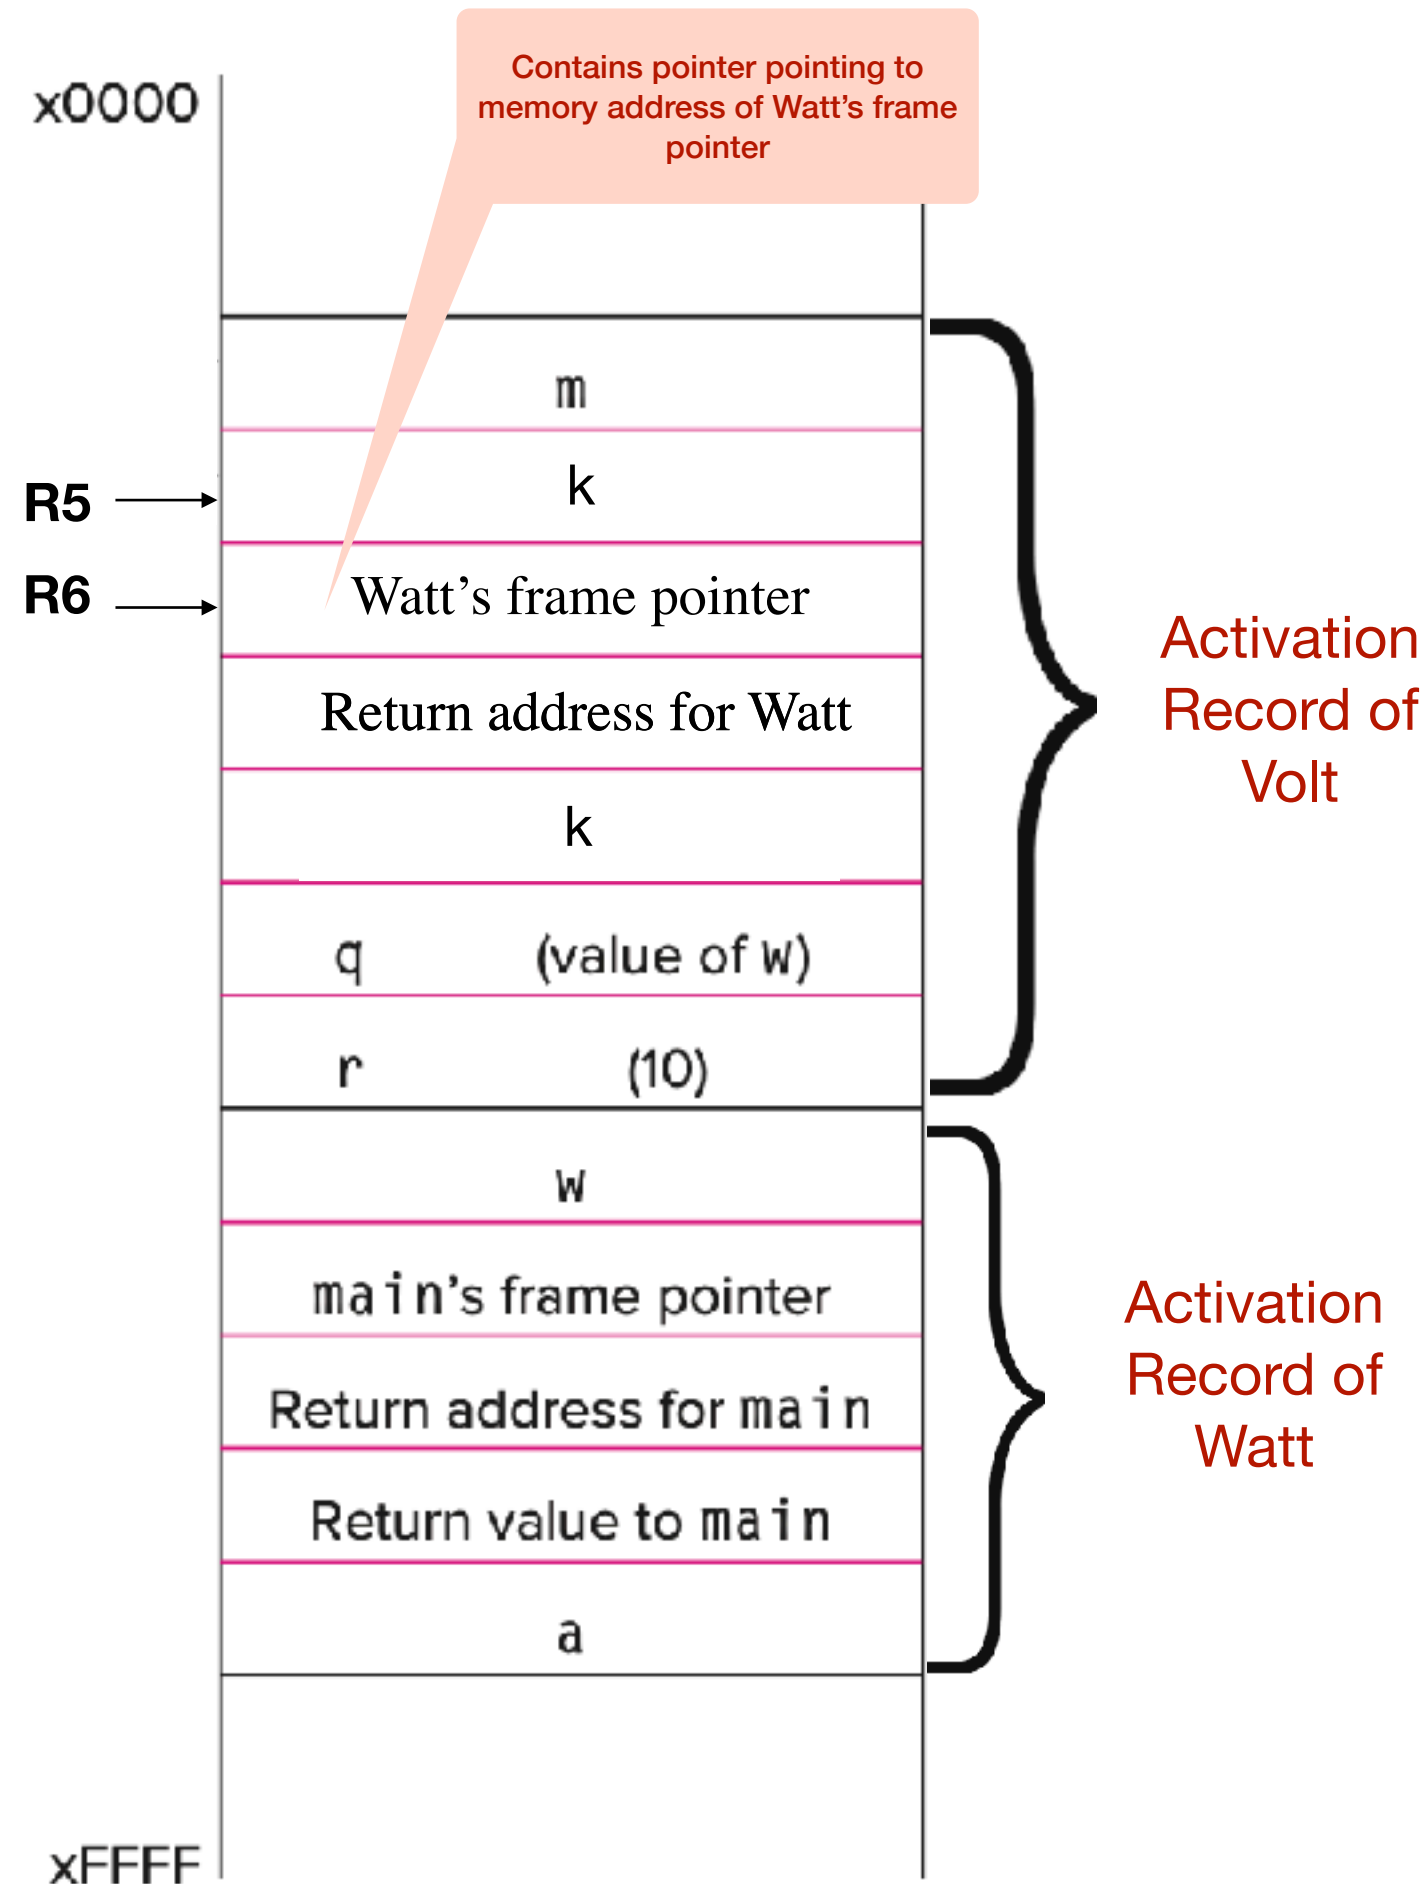 Contains pointer pointing to
memory address of Watt's frame
pointer
x0000
m
k
R5
R6
Watt's frame pointer
Return address for Watt
k
q (value of w)
r (10)
Activation
Record of
Volt
w
main's frame pointer
Return address for main
Return value to main
a
Activation
Record of
Watt
xFFFF